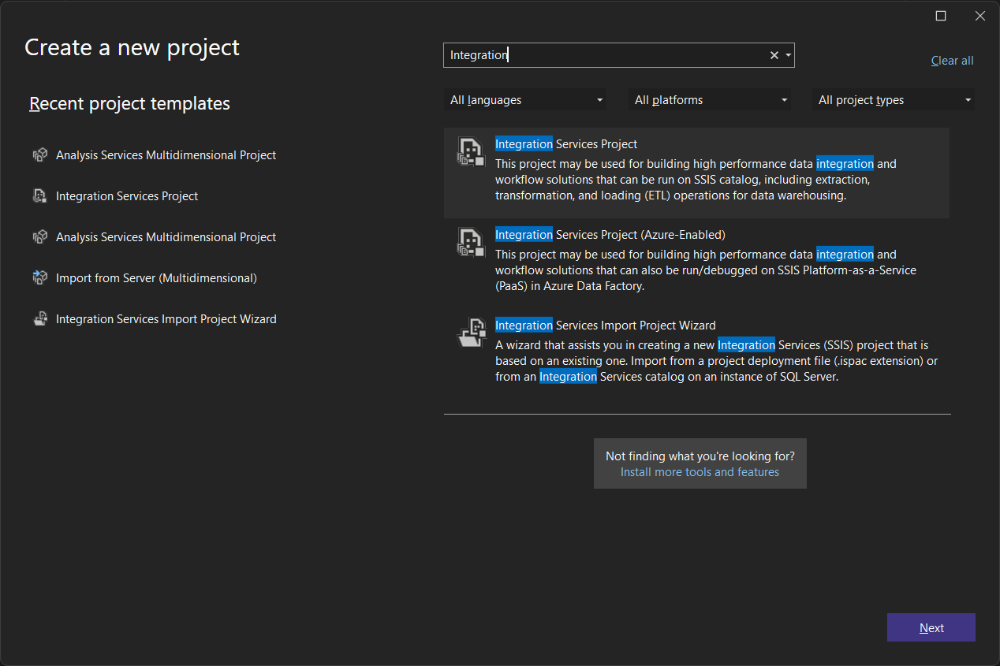 Create a new project
Recent project templates
Analysis Services Multidimensional Project
Integration Services Project
Analysis Services Multidimensional Project
Import from Server (Multidimensional)
Integration Services Import Project Wizard
Integration
Clear all
All languages
All platforms
All project types
Integration Services Project
This project may be used for building high performance data integration and
workflow solutions that can be run on SSIS catalog, including extraction,
transformation, and loading (ETL) operations for data warehousing.
Integration Services Project (Azure-Enabled)
This project may be used for building high performance data integration and
workflow solutions that can also be run/debugged on SSIS Platform-as-a-Service
(PaaS) in Azure Data Factory.
Integration Services Import Project Wizard
A wizard that assists you in creating a new Integration Services (SSIS) project that is
based on an existing one. Import from a project deployment file (.ispac extension) or
from an Integration Services catalog on an instance of SQL Server.
Not finding what you're looking for?
Install more tools and features
Next